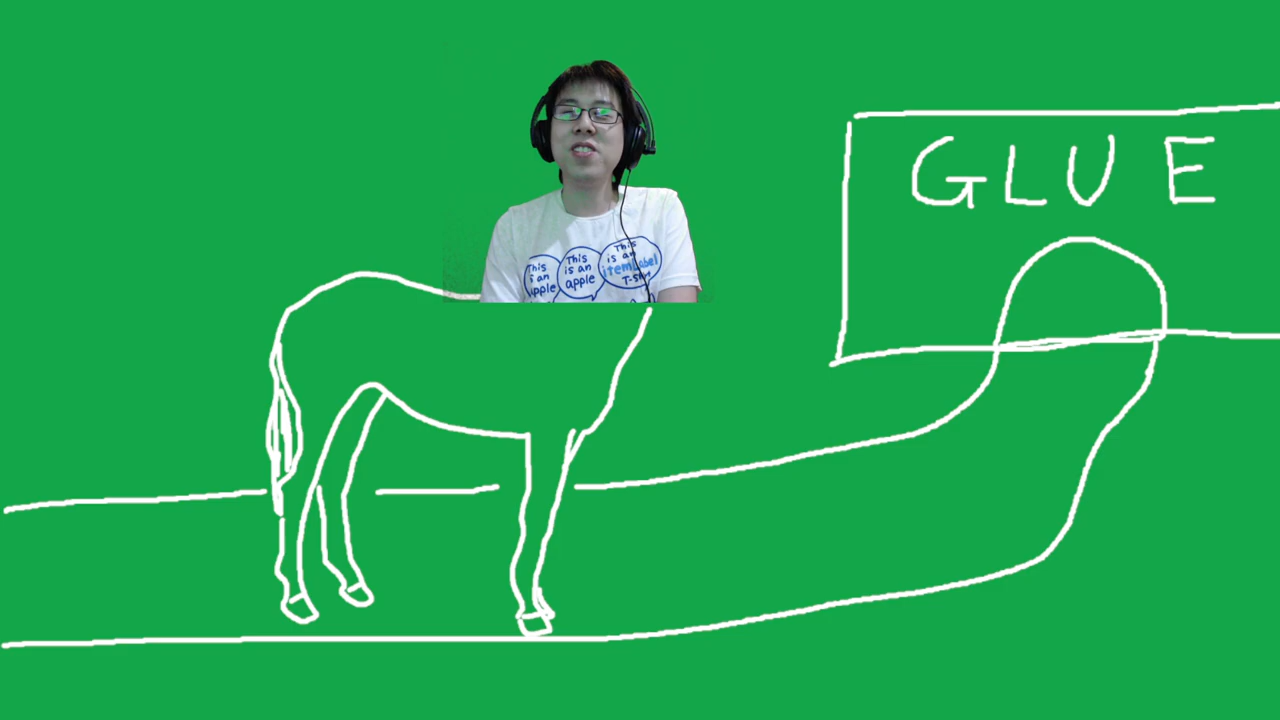 GLUE
This
is an
apple
This
is an
apple
This
is an
itemLabel
T-shirt